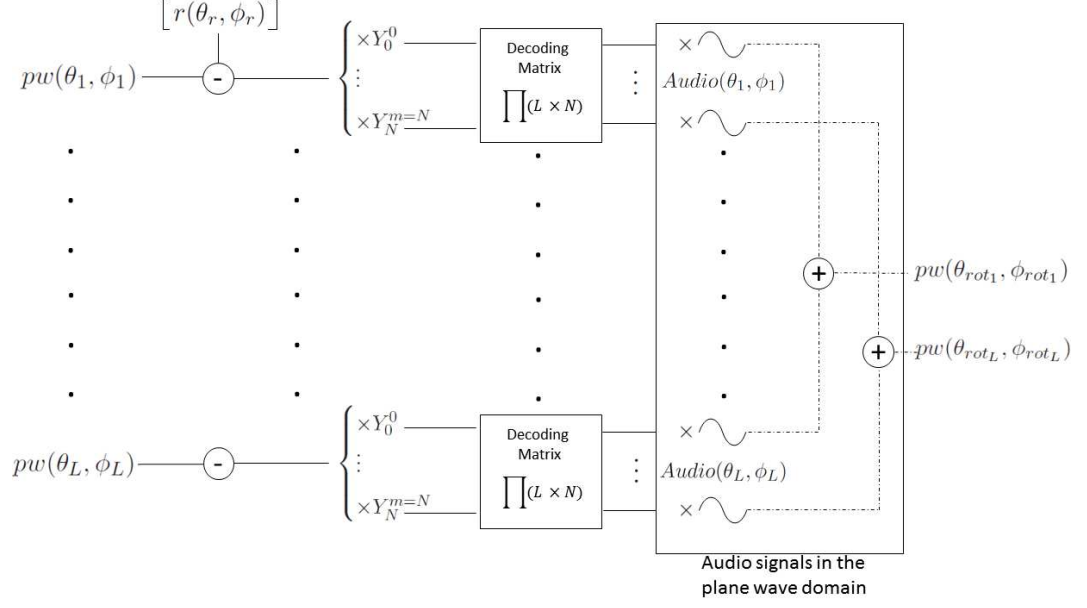 r(θ_r, ϕ_r)
pw(θ_1, ϕ_1)
-
×Y_0^0
⋮
×Y_N^{m=N}
Decoding
Matrix
∏(L × N)
⋮
×
Audio(θ_1, ϕ_1)
×
+
pw(θ_{rot_1}, ϕ_{rot_1})
+
pw(θ_{rot_L}, ϕ_{rot_L})
pw(θ_L, ϕ_L)
-
×Y_0^0
⋮
×Y_N^{m=N}
Decoding
Matrix
∏(L × N)
⋮
×
Audio(θ_L, ϕ_L)
×
Audio signals in the
plane wave domain